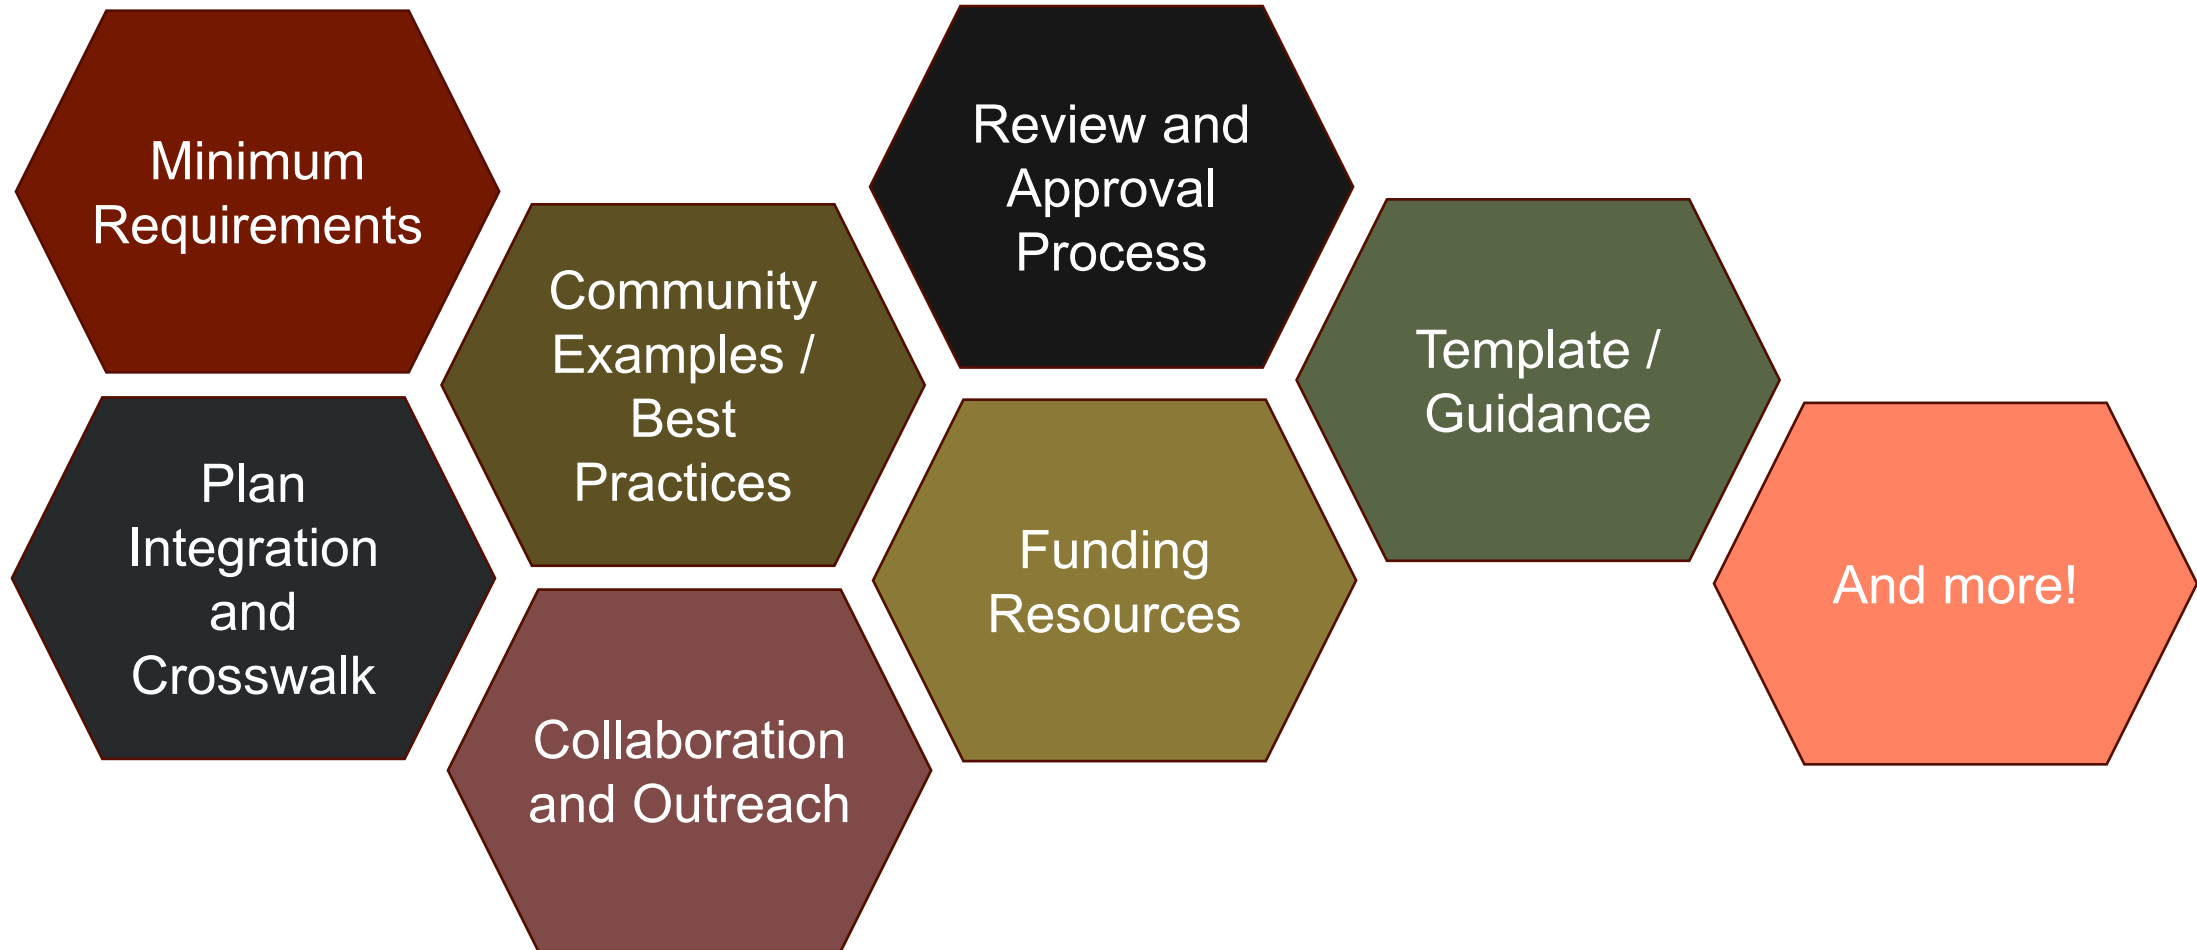 Minimum
Requirements
Plan
Integration
and
Crosswalk
Community
Examples /
Best
Practices
Collaboration
and Outreach
Review and
Approval
Process
Funding
Resources
Template /
Guidance
And more!